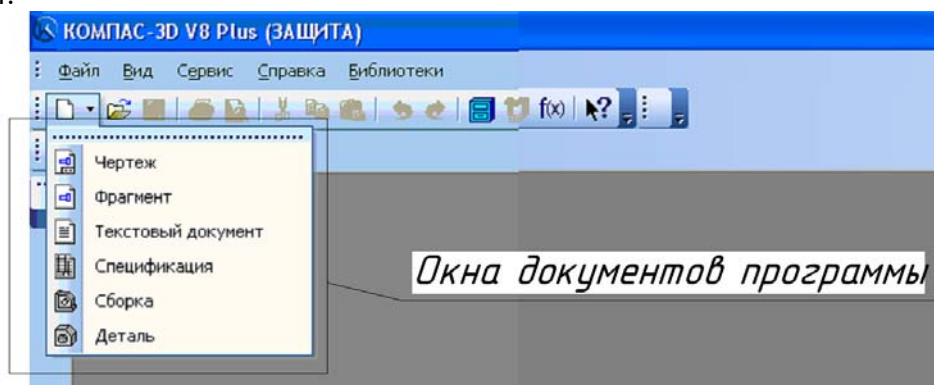 КОМПАС-3D V8 Plus (ЗАЩИТА)
Файл Вид Сервис Справка Библиотеки
f(x) ?
Чертеж
Фрагмент
Текстовый документ
Спецификация
Окна документов программы
Сборка
Деталь